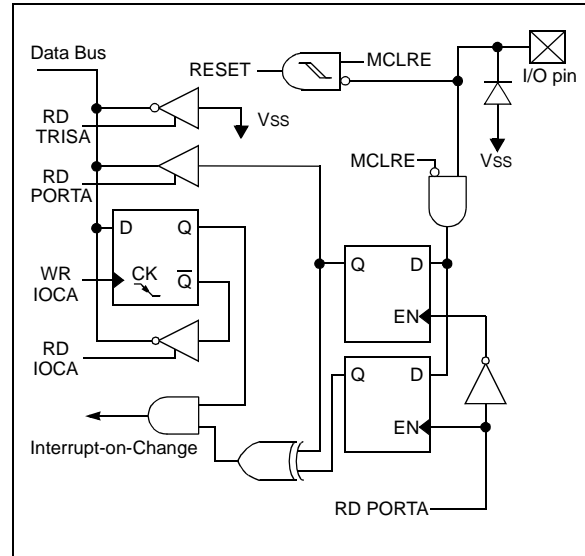 Data Bus
MCLRE
RESET
I/O pin
RD
TRISA
VSS
VSS
MCLRE
RD
PORTA
D
Q
CK
Q
WR
IOCA
Q
D
EN
RD
IOCA
Q
D
EN
Interrupt-on-Change
RD PORTA